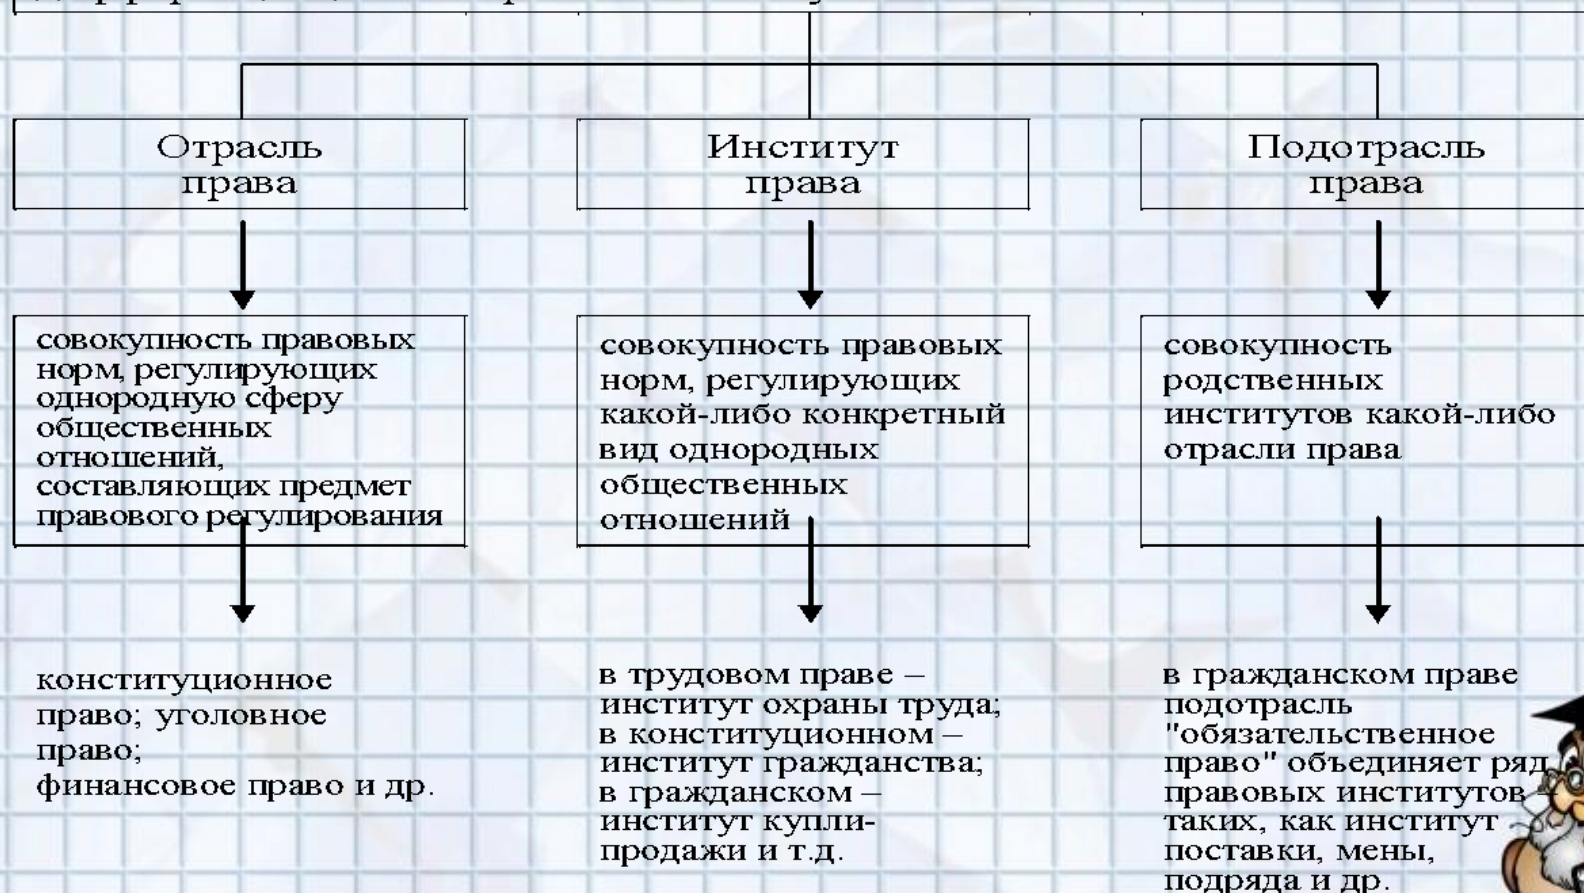 Отрасль
права
Институт
права
Подотрасль
права
совокупность правовых
норм, регулирующих
однородную сферу
общественных
отношений,
составляющих предмет
правового регулирования
совокупность правовых
норм, регулирующих
какой-либо конкретный
вид однородных
общественных
отношений
совокупность
родственных
институтов какой-либо
отрасли права
конституционное
право; уголовное
право;
финансовое право и др.
в трудовом праве –
институт охраны труда;
в конституционном –
институт гражданства;
в гражданском –
институт купли-
продажи и т.д.
в гражданском праве
подотрасль
"обязательственное
право" объединяет ряд
правовых институтов –
таких, как институт
поставки, мены,
подряда и др.